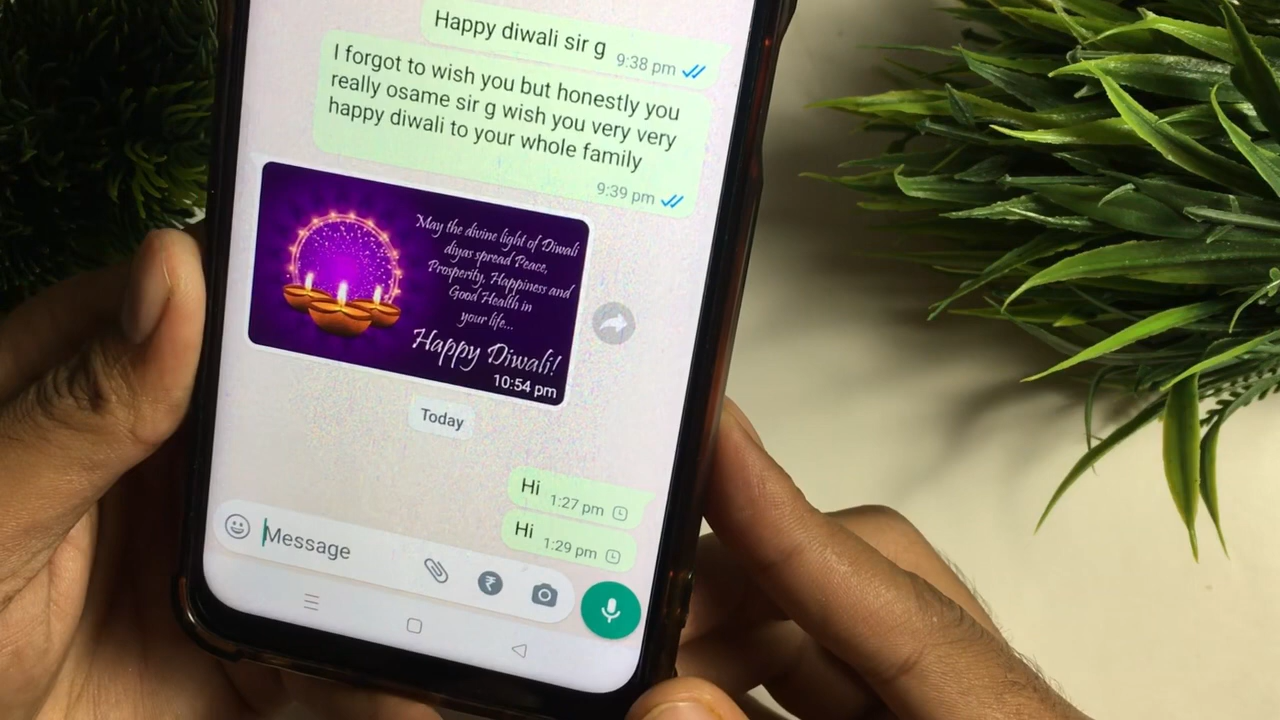 Happy diwali sir g 9:38 pm
I forgot to wish you but honestly you
really osame sir g wish you very very
happy diwali to your whole family
9:39 pm
May the divine light of Diwali
diyas spread Peace,
Prosperity, Happiness and
Good Health in
your life...
Happy Diwali!
10:54 pm
Today
Hi 1:27 pm
Hi 1:29 pm
Message
₹